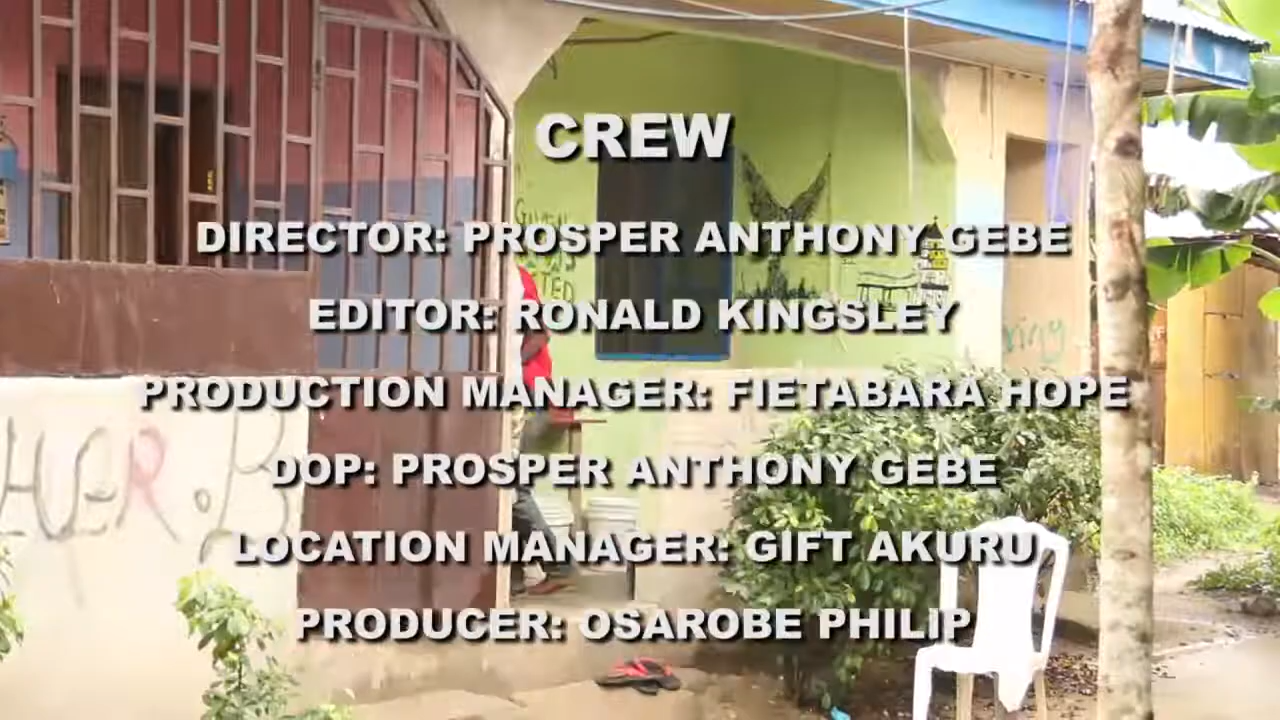 CREW
DIRECTOR: PROSPER ANTHONY GEBE
EDITOR: RONALD KINGSLEY
PRODUCTION MANAGER: FIETABARA HOPE
DOP: PROSPER ANTHONY GEBE
LOCATION MANAGER: GIFT AKURU
PRODUCER: OSAROBE PHILIP
HER.B